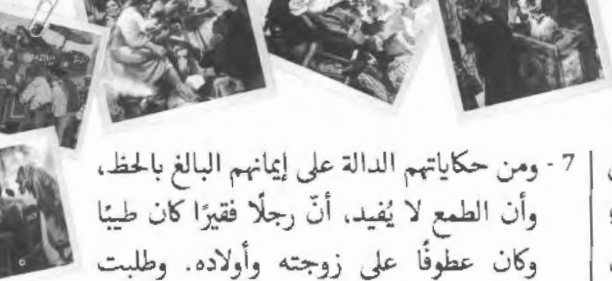 7 - ومن حكاياتهم الدالة على إيمانهم البالغ بالحظ،
وأن الطمع لا يُفيد، أنّ رجلًا فقيرًا كان طيبًا
وكان عطوفًا على زوجته وأولاده. وطلبت